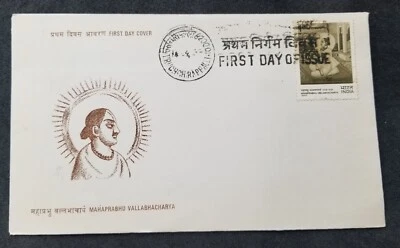 प्रथम दिवस आवरण FIRST DAY COVER
प्रथम निर्गम दिवस
FIRST DAY OF ISSUE
भारत
INDIA
महाप्रभु वल्लभाचार्य MAHAPRABHU VALLABHACHARYA